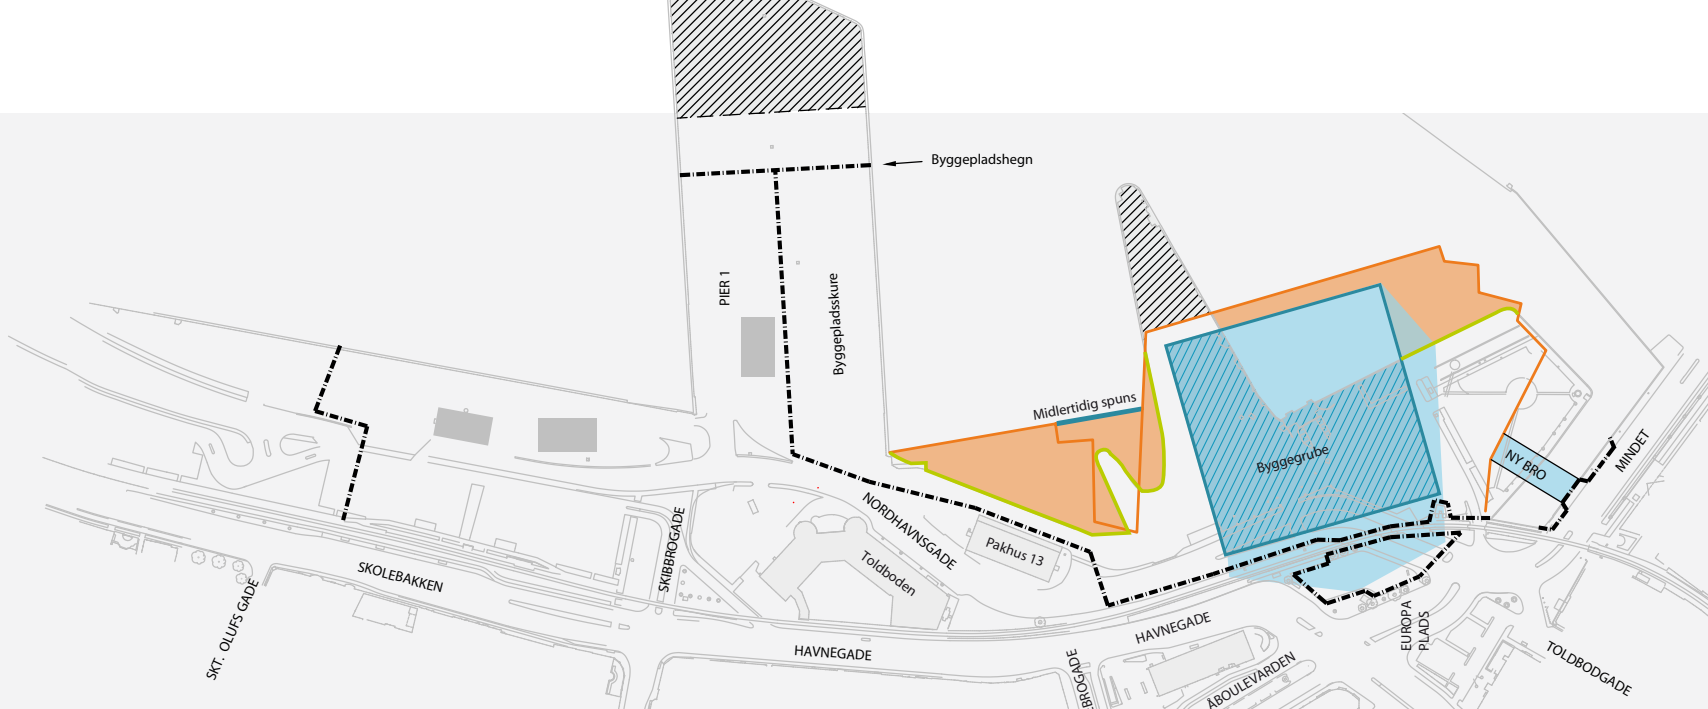 Byggepladshegn
PIER 1
Byggepladsskure
Midlertidig spuns
Byggegrube
NY BRO
MINDET
NORDHAVNSGADE
Pakhus 13
SKIBBROGADE
Toldboden
SKOLEBAKKEN
SKT. OLUFS GADE
HAVNEGADE
HAVNEGADE
EUROPA
PLADS
TOLDBODGADE
BROGADE
ÅBOULEVARDEN